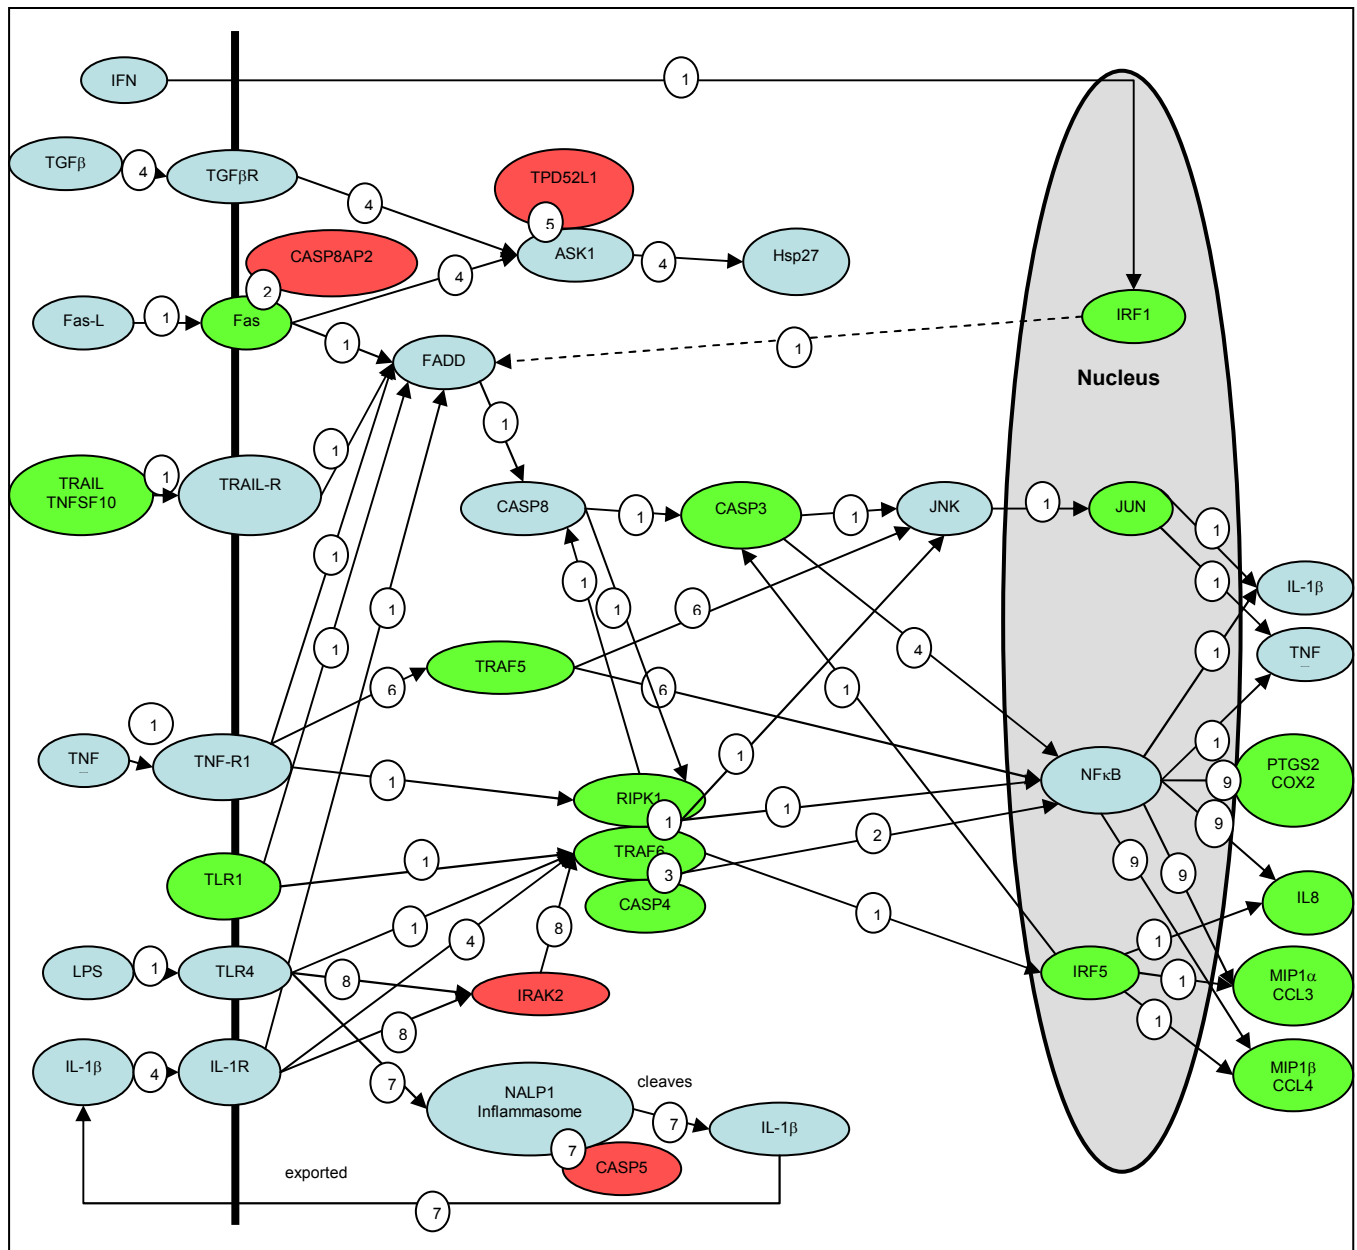 IFN
1
TGFβ
4
TGFβR
4
TPD52L1
5
ASK1
4
Hsp27
CASP8AP2
2
4
Fas-L
1
Fas
1
FADD
1
IRF1
Nucleus
1
TRAIL
TNFSF10
1
TRAIL-R
1
CASP8
1
CASP3
1
JNK
1
JUN
1
1
IL-1β
TNF
1
1
1
1
1
6
4
1
TRAF5
6
6
1
1
TNF
1
TNF-R1
1
RIPK1
1
1
1
NFκB
9
PTGS2
COX2
9
TLR1
1
TRAF6
3
2
CASP4
1
9
9
IL8
LPS
1
TLR4
1
4
8
8
IRAK2
IRF5
1
1
1
MIP1α
CCL3
IL-1β
4
IL-1R
8
7
NALP1
Inflammasome
cleaves
7
IL-1β
MIP1β
CCL4
7
CASP5
exported
7